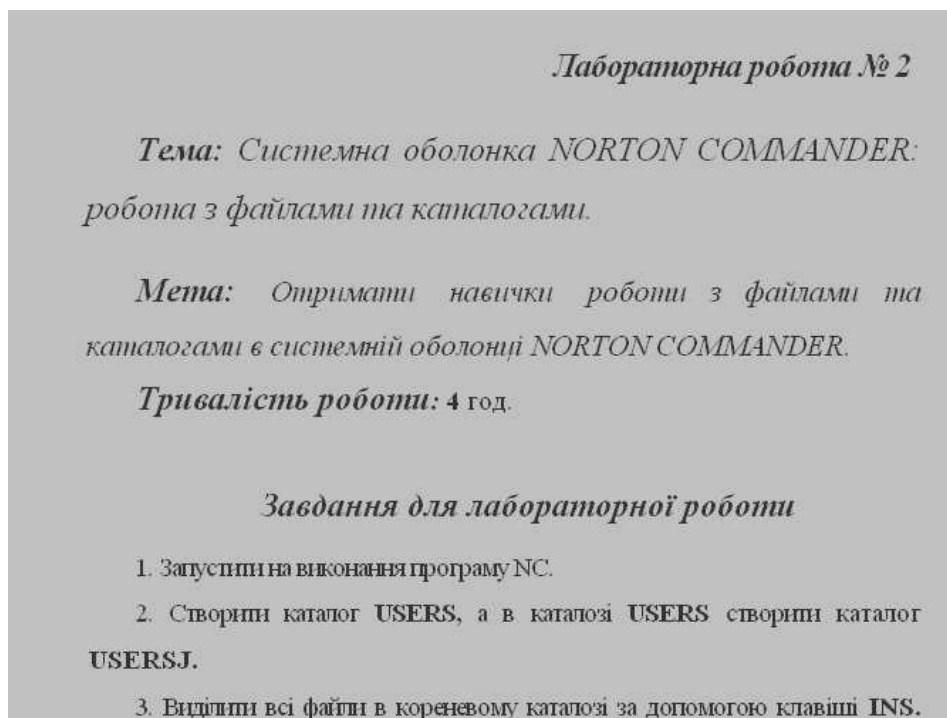 Лабораторна робота № 2
Тема: Системна оболонка NORTON COMMANDER:
робота з файлами та каталогами.
Мета: Отримати навички роботи з файлами та
каталогами в системній оболонці NORTON COMMANDER.
Тривалість роботи: 4 год.
Завдання для лабораторної роботи
1. Запустити на виконання програму NC.
2. Створити каталог USERS, а в каталозі USERS створити каталог
USERSJ.
3. Виділити всі файли в кореневому каталозі за допомогою клавіші INS.